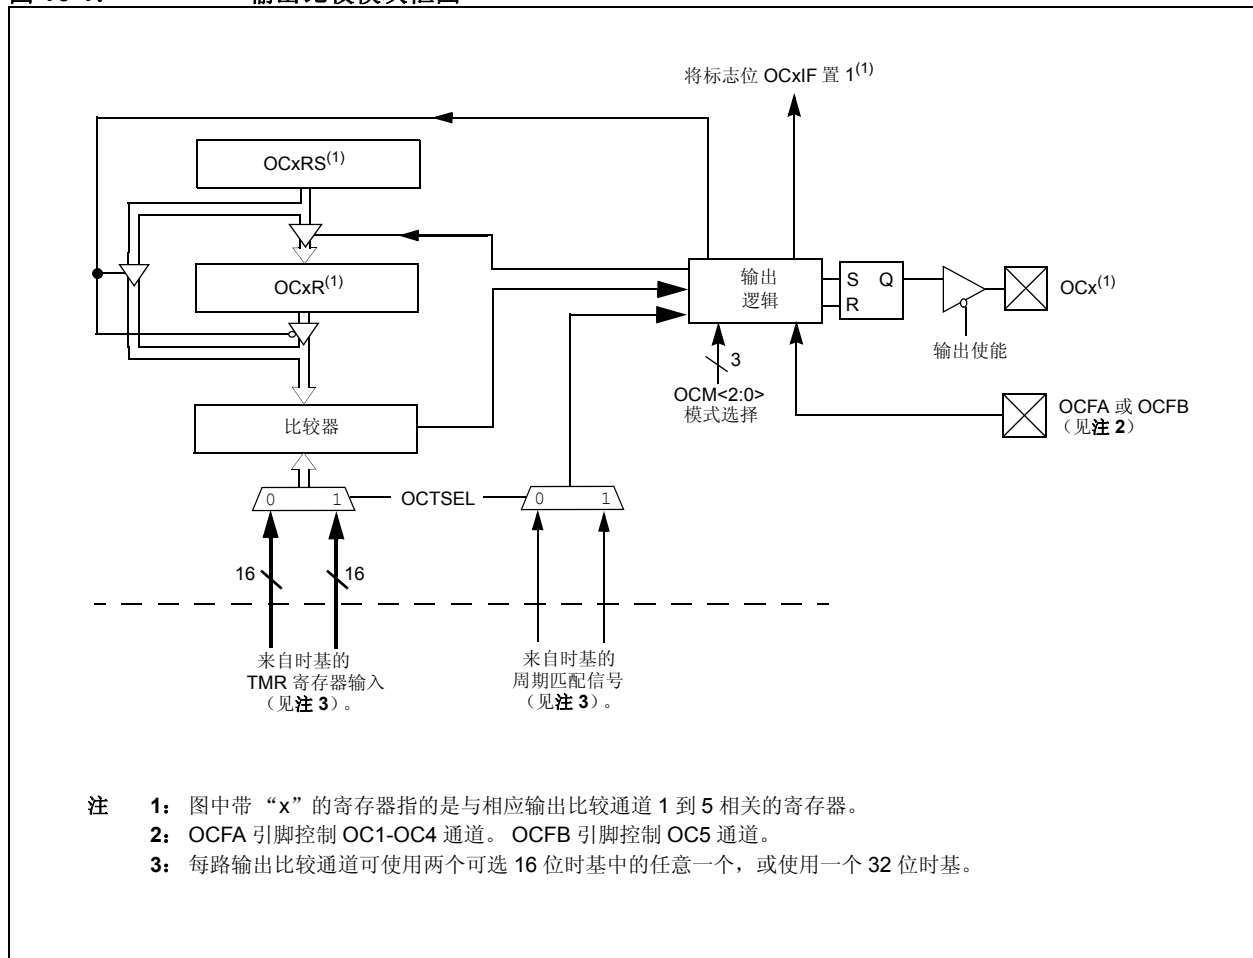 将标志位 OCxIF 置 1(1)
OCxRS(1)
OCxR(1)
输出
逻辑
S Q
R
OCx(1)
输出使能
3
OCM<2:0>
模式选择
OCFA 或 OCFB
（见注 2）
比较器
0 1
OCTSEL
0 1
16
16
来自时基的
TMR 寄存器输入
（见注 3）。
来自时基的
周期匹配信号
（见注 3）。
注 1： 图中带 “x”的寄存器指的是与相应输出比较通道 1 到 5 相关的寄存器。
2： OCFA 引脚控制 OC1-OC4 通道。 OCFB 引脚控制 OC5 通道。
3： 每路输出比较通道可使用两个可选 16 位时基中的任意一个，或使用一个 32 位时基。